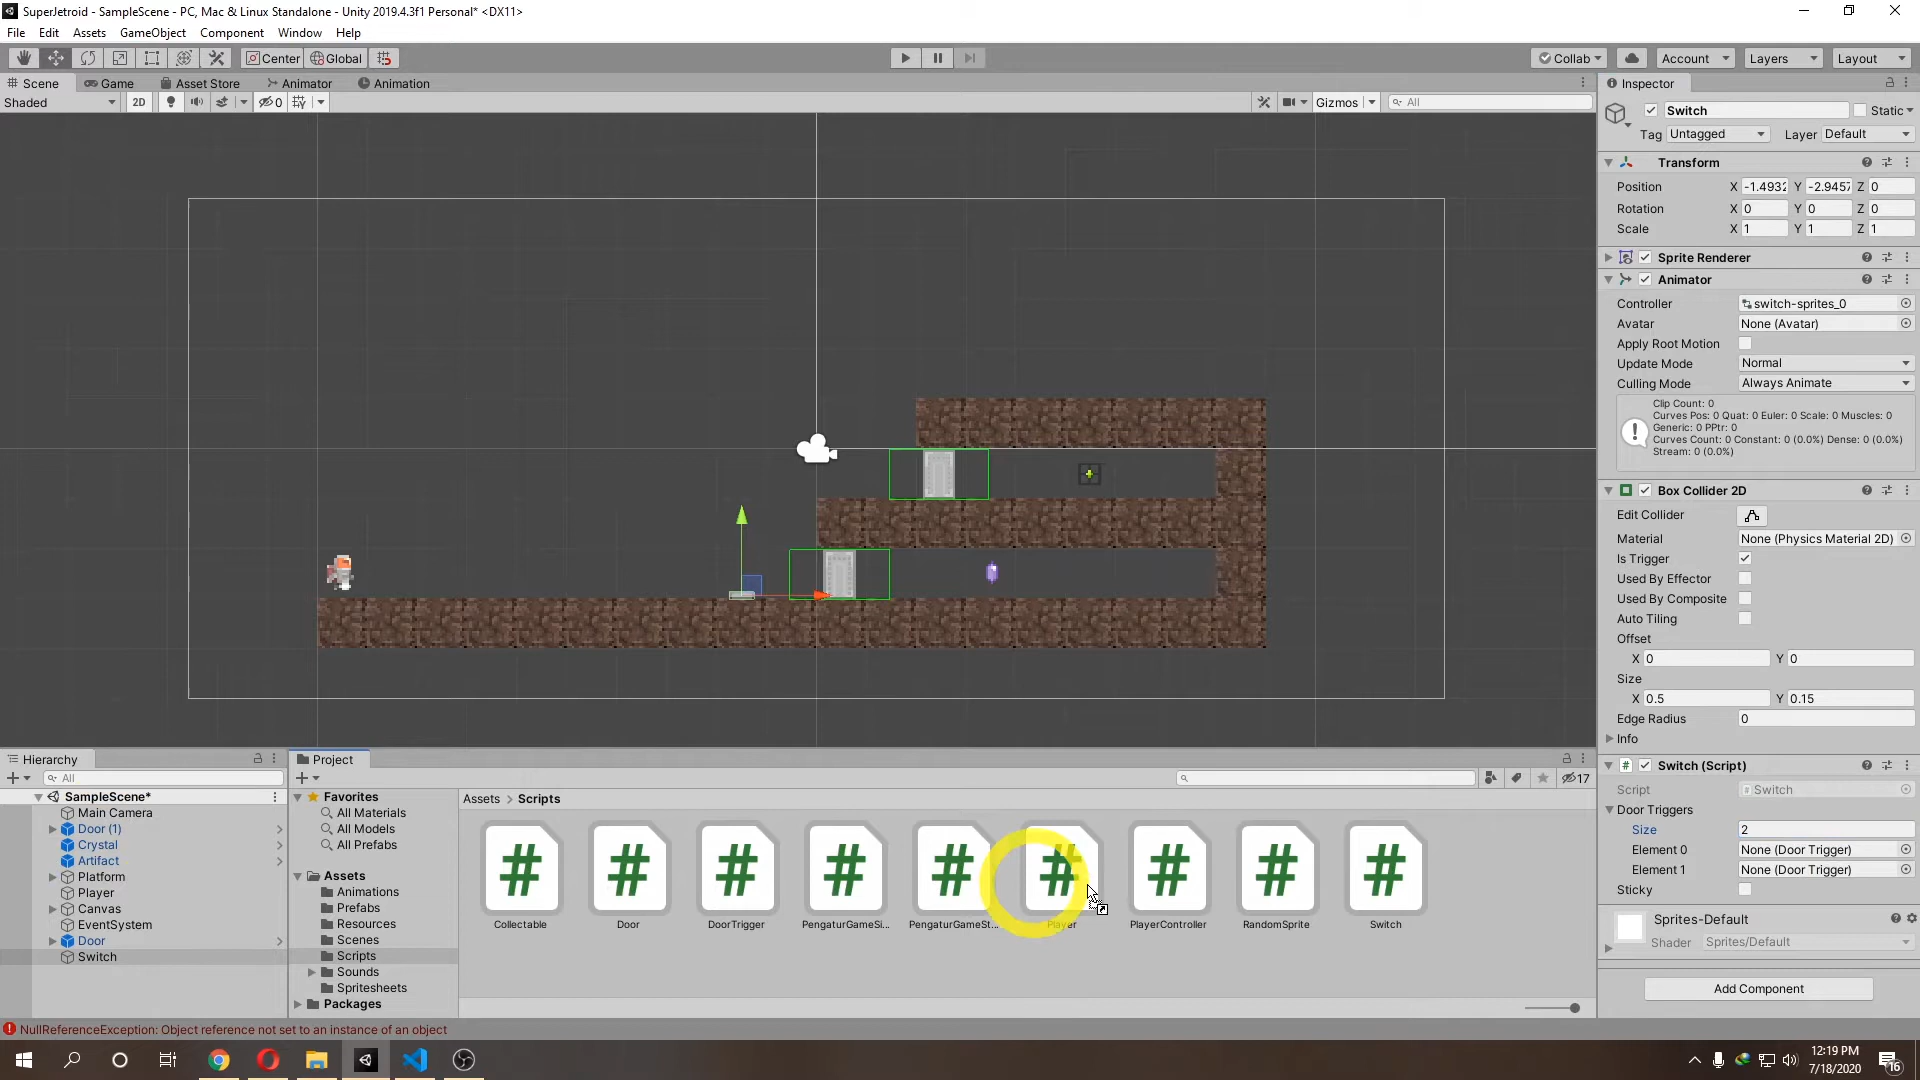 SuperJetroid - SampleScene - PC, Mac & Linux Standalone - Unity 2019.4.3f1 Personal* <DX11>
File Edit Assets GameObject Component Window Help
Center Global Collab Account Layers Layout
Scene Game Asset Store Animator Animation
Shaded 2D 0 Gizmos All
Inspector
Switch Static
Tag Untagged Layer Default
Transform
Position X -1.4932 Y -2.9457 Z 0
Rotation X 0 Y 0 Z 0
Scale X 1 Y 1 Z 1
Sprite Renderer
Animator
Controller switch-sprites_0
Avatar None (Avatar)
Apply Root Motion
Update Mode Normal
Culling Mode Always Animate
Clip Count: 0
Curves Pos: 0 Quat: 0 Euler: 0 Scale: 0 Muscles: 0
Generic: 0 PPtr: 0
Curves Count: 0 Constant: 0 (0.0%) Dense: 0 (0.0%)
Stream: 0 (0.0%)
Box Collider 2D
Edit Collider
Material None (Physics Material 2D)
Is Trigger
Used By Effector
Used By Composite
Auto Tiling
Offset
X 0 Y 0
Size
X 0.5 Y 0.15
Edge Radius 0
Info
Switch (Script)
Script Switch
Door Triggers
Size 2
Element 0 None (Door Trigger)
Element 1 None (Door Trigger)
Sticky
Sprites-Default
Shader Sprites/Default
Add Component
Hierarchy
All
SampleScene*
Main Camera
Door (1)
Crystal
Artifact
Platform
Player
Canvas
EventSystem
Door
Switch
Project
17
Favorites
All Materials
All Models
All Prefabs
Assets
Animations
Prefabs
Resources
Scenes
Scripts
Sounds
Spritesheets
Packages
Assets > Scripts
Collectable Door DoorTrigger PengaturGameSi... PengaturGameSt... Player PlayerController RandomSprite Switch
NullReferenceException: Object reference not set to an instance of an object
12:19 PM
7/18/2020
16